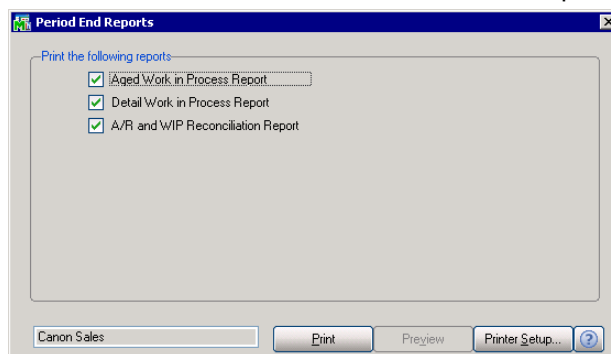 Period End Reports
Print the following reports
Aged Work in Process Report
Detail Work in Process Report
A/R and WIP Reconciliation Report
Canon Sales Print Preview Printer Setup... ?